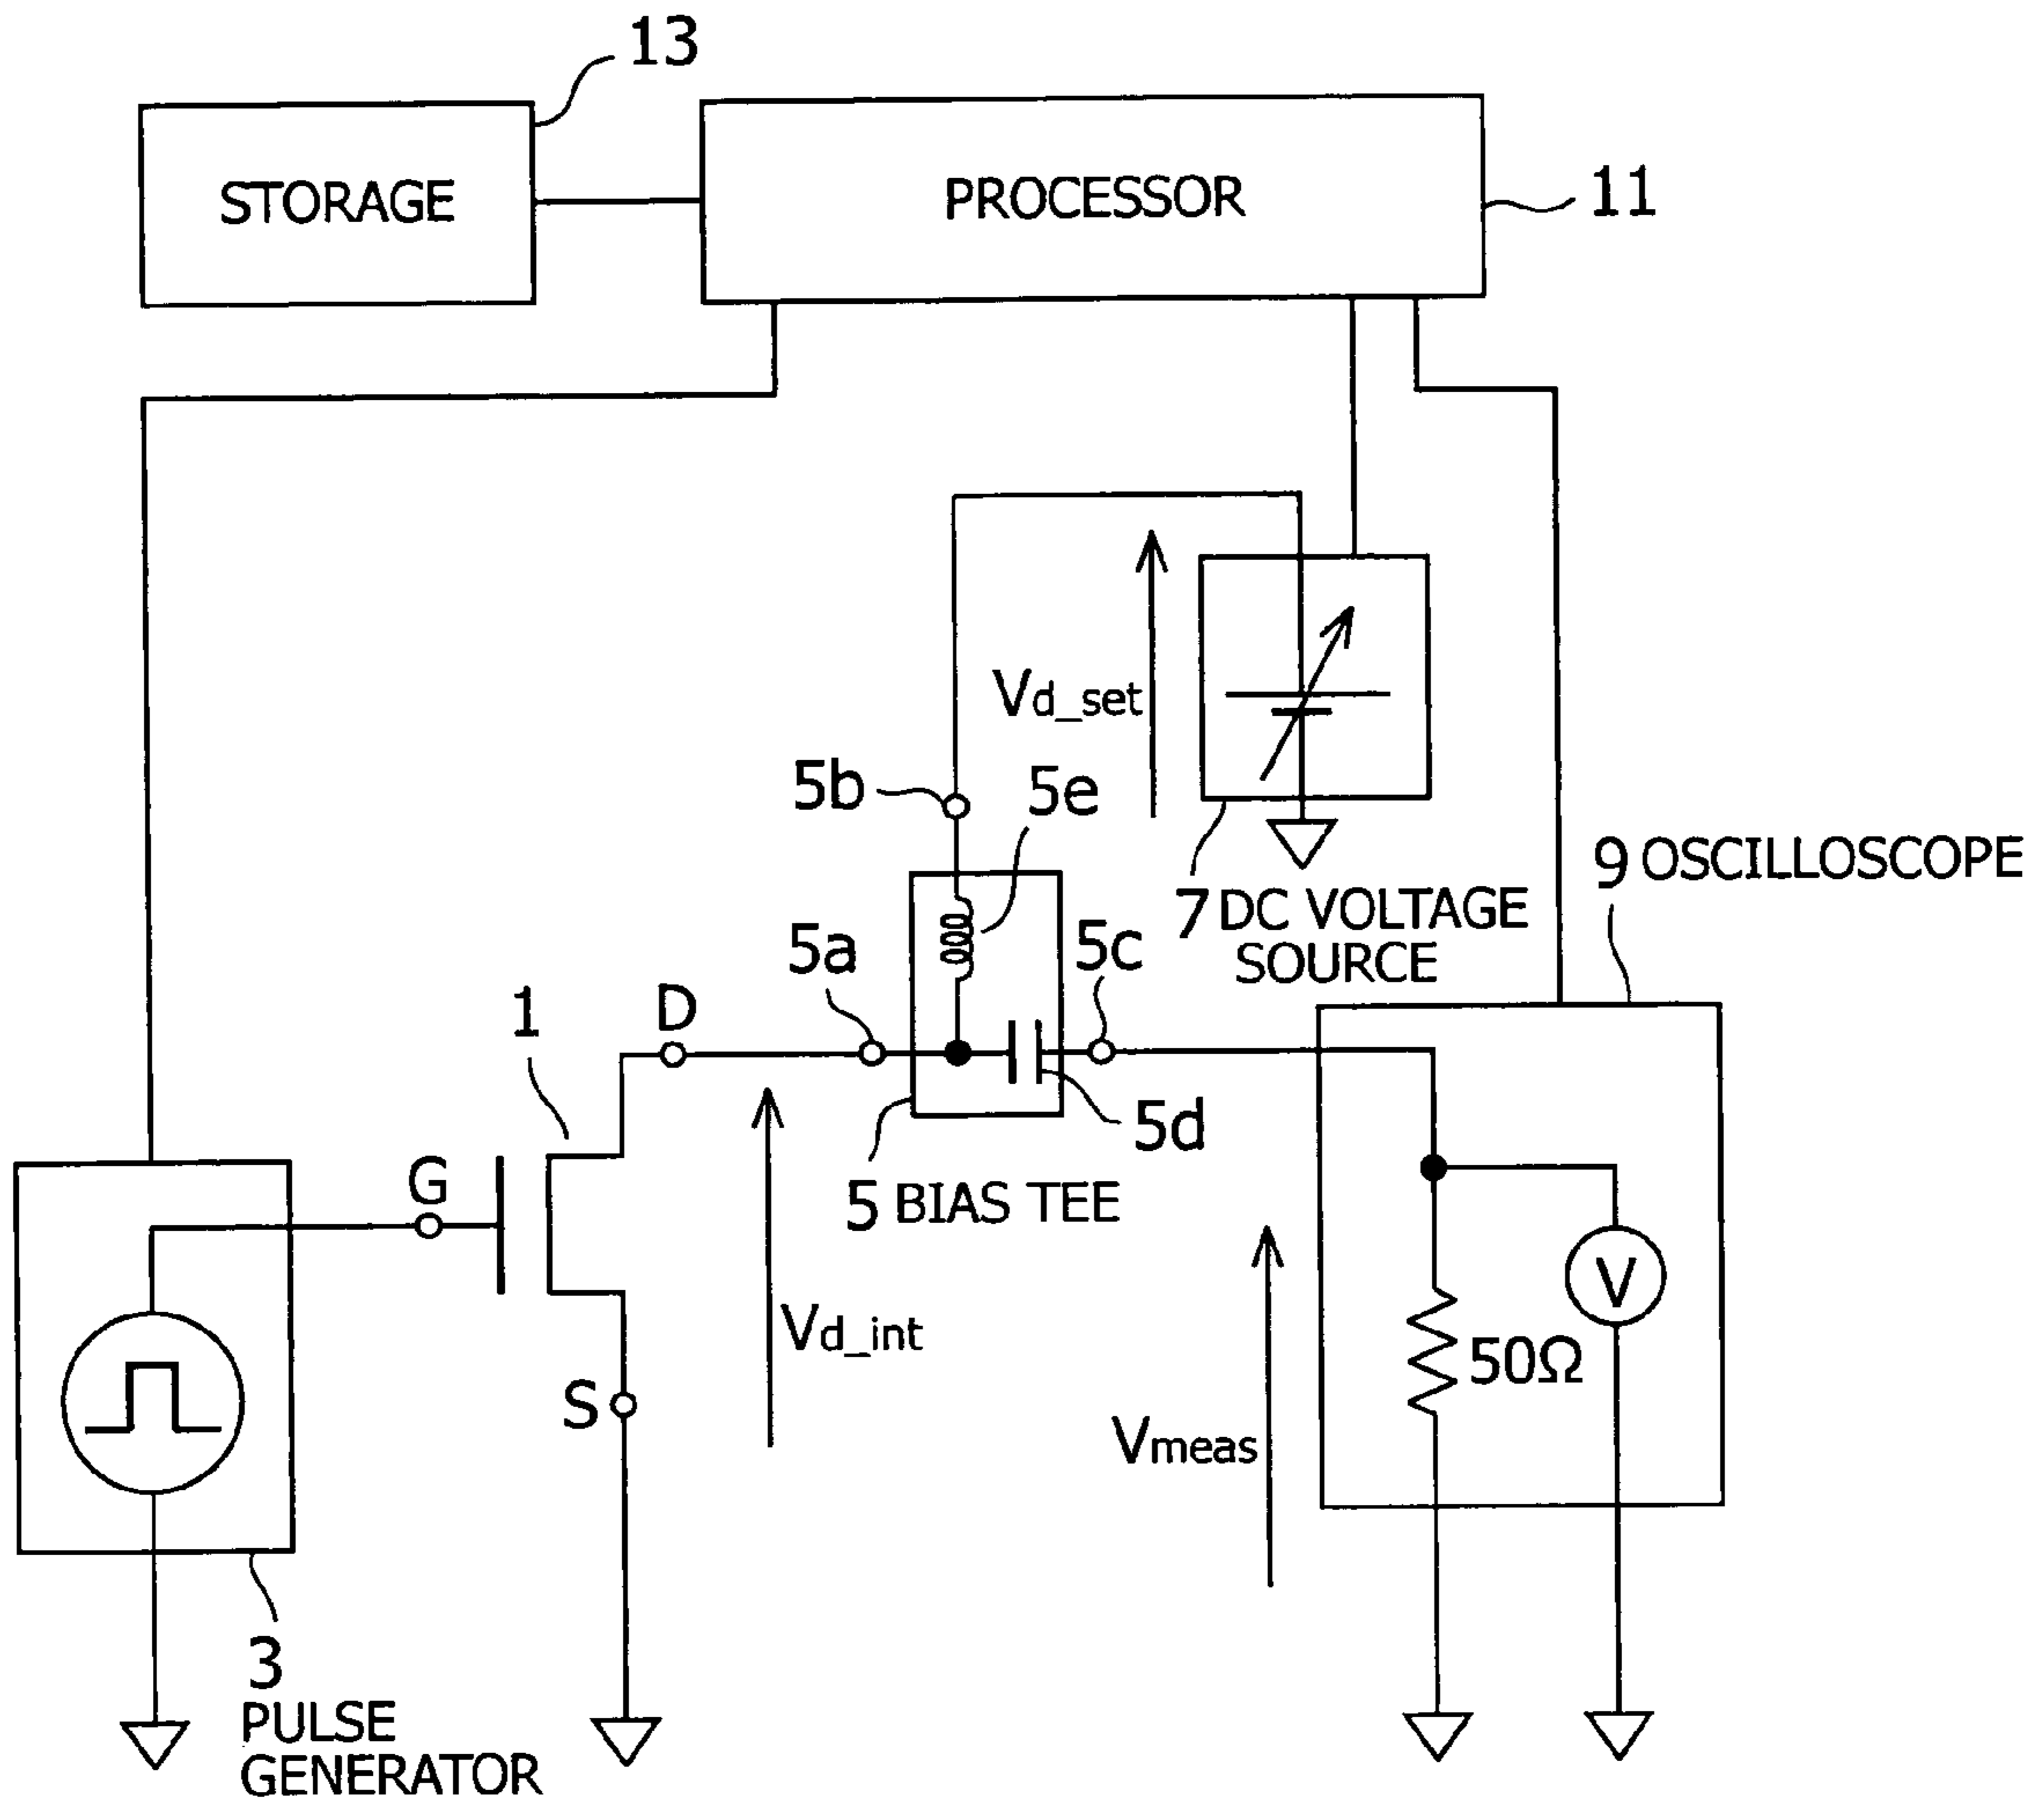 13
STORAGE
PROCESSOR
11
Vd_set
5b
5e
9 OSCILLOSCOPE
7 DC VOLTAGE
SOURCE
5a
5c
D
1
5d
G
5 BIAS TEE
V
Vd_int
50Ω
S
Vmeas
3
PULSE
GENERATOR